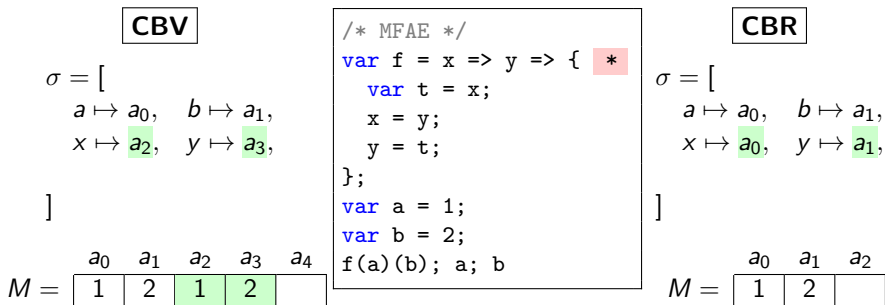 CBV
σ = [
a ↦ a₀, b ↦ a₁,
x ↦ a₂, y ↦ a₃,
]
a₀ a₁ a₂ a₃ a₄
M = 1 2 1 2
/* MFAE */
var f = x => y => { *
  var t = x;
  x = y;
  y = t;
};
var a = 1;
var b = 2;
f(a)(b); a; b
CBR
σ = [
a ↦ a₀, b ↦ a₁,
x ↦ a₀, y ↦ a₁,
]
a₀ a₁ a₂
M = 1 2